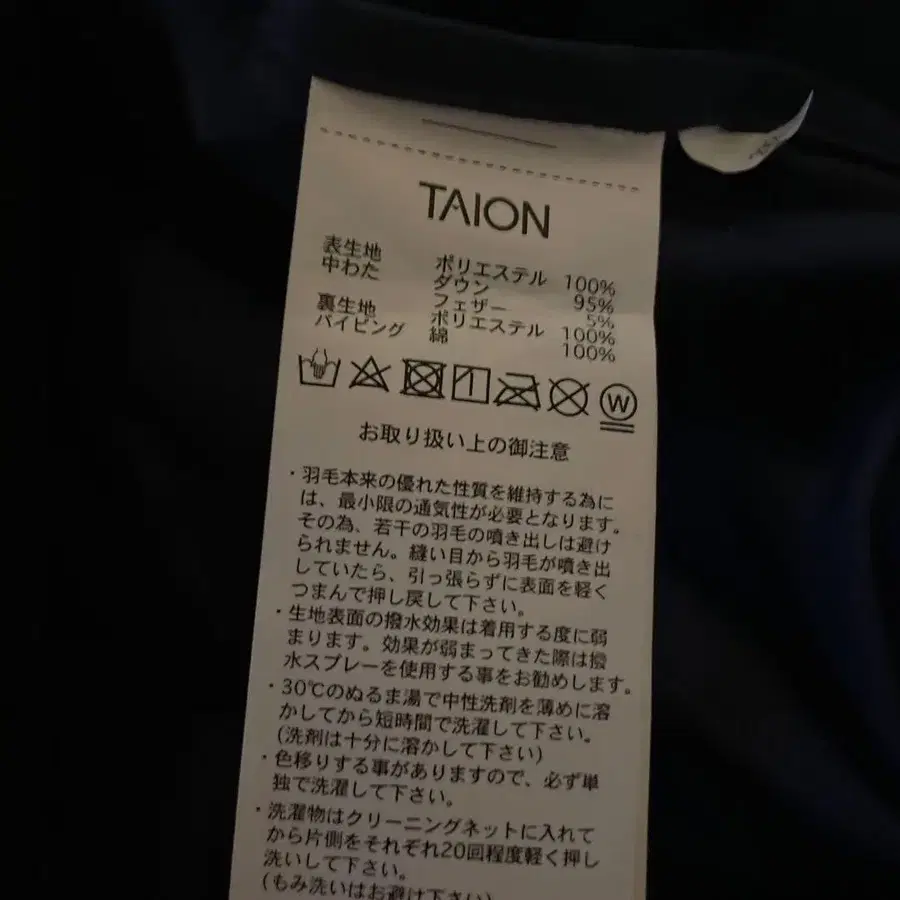 TAION
表生地 ポリエステル 100%
中わた ダウン 95%
フェザー 5%
裏生地 ポリエステル 100%
パイピング 綿 100%
W
お取り扱い上の御注意
・羽毛本来の優れた性質を維持する為に
は、最小限の通気性が必要となります。
その為、若干の羽毛の噴き出しは避け
られません。縫い目から羽毛が噴き出
していたら、引っ張らずに表面を軽く
つまんで押し戻して下さい。
・生地表面の撥水効果は着用する度に弱
まります。効果が弱まってきた際は撥
水スプレーを使用する事をお勧めします。
・30℃のぬるま湯で中性洗剤を薄めに溶
かしてから短時間で洗濯して下さい。
(洗剤は十分に溶かして下さい)
・色移りする事がありますので、必ず単
独で洗濯して下さい。
・洗濯物はクリーニングネットに入れて
から片側をそれぞれ20回程度軽く押し
洗いして下さい。
(もみ洗いはお避け下さい)